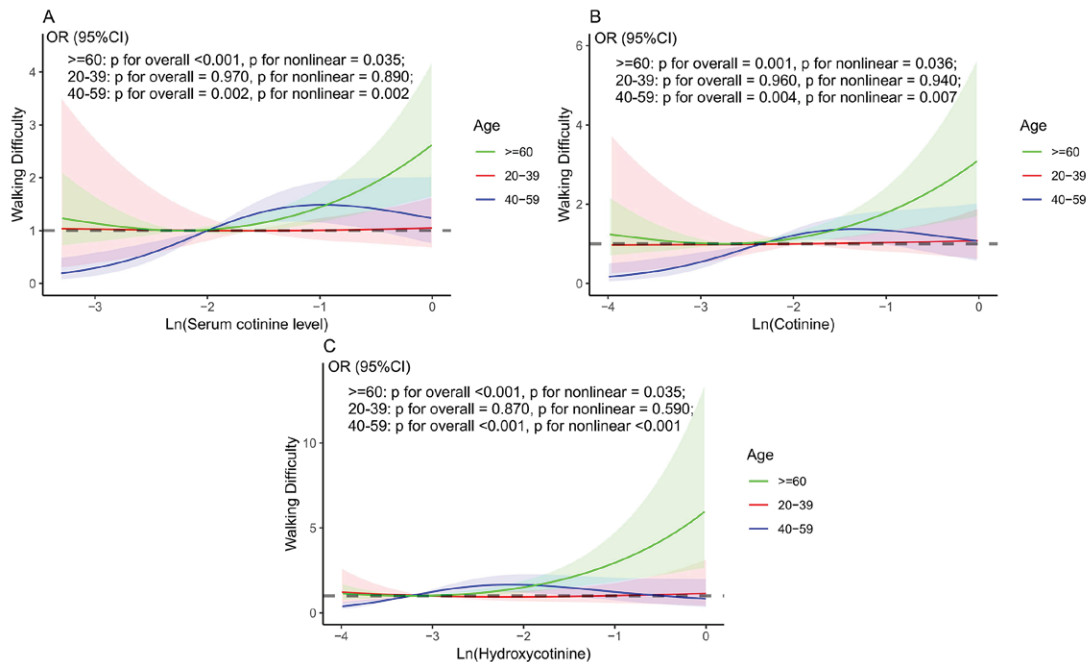 A
OR (95%CI)
>=60: p for overall <0.001, p for nonlinear = 0.035;
20-39: p for overall = 0.970, p for nonlinear = 0.890;
40-59: p for overall = 0.002, p for nonlinear = 0.002
Walking Difficulty
4
3
2
1
0
−3
−2
−1
0
Ln(Serum cotinine level)
Age
>=60
20−39
40−59
B
OR (95%CI)
>=60: p for overall = 0.001, p for nonlinear = 0.036;
20-39: p for overall = 0.960, p for nonlinear = 0.940;
40-59: p for overall = 0.004, p for nonlinear = 0.007
Walking Difficulty
6
4
2
0
−4
−3
−2
−1
0
Ln(Cotinine)
Age
>=60
20−39
40−59
C
OR (95%CI)
>=60: p for overall <0.001, p for nonlinear = 0.035;
20-39: p for overall = 0.870, p for nonlinear = 0.590;
40-59: p for overall <0.001, p for nonlinear <0.001
Walking Difficulty
10
5
0
−4
−3
−2
−1
0
Ln(Hydroxycotinine)
Age
>=60
20−39
40−59